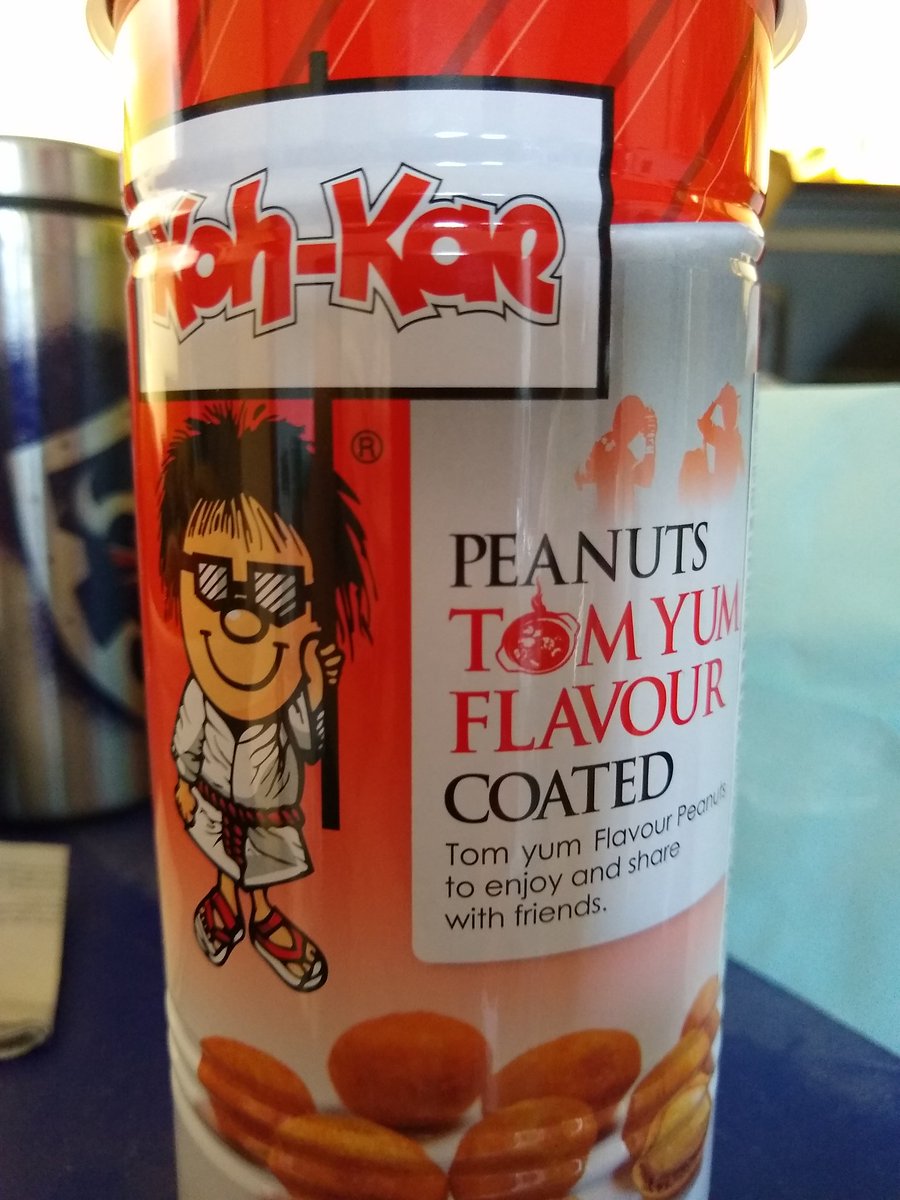 Koh-Kae
®
PEANUTS
TOM YUM
FLAVOUR
COATED
Tom yum Flavour Peanuts
to enjoy and share
with friends.